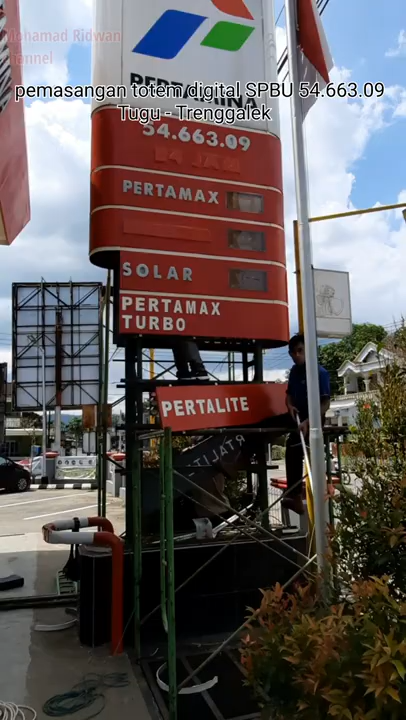 Mohamad Ridwan
Channel
PERTAMINA
pemasangan totem digital SPBU 54.663.09
Tugu - Trenggalek
54.663.09
24 JAM
PERTAMAX
SOLAR
PERTAMAX
TURBO
PERTALITE